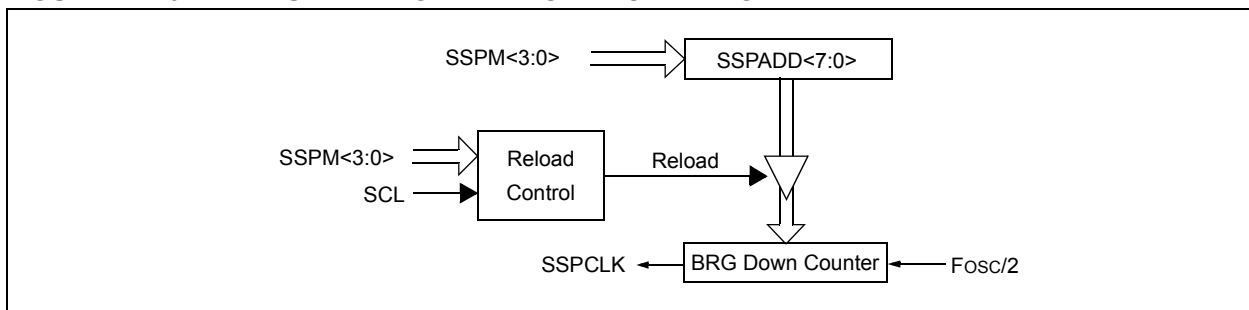 SSPM<3:0>
SSPADD<7:0>
SSPM<3:0>
SCL
Reload
Control
Reload
SSPCLK
BRG Down Counter
FOSC/2